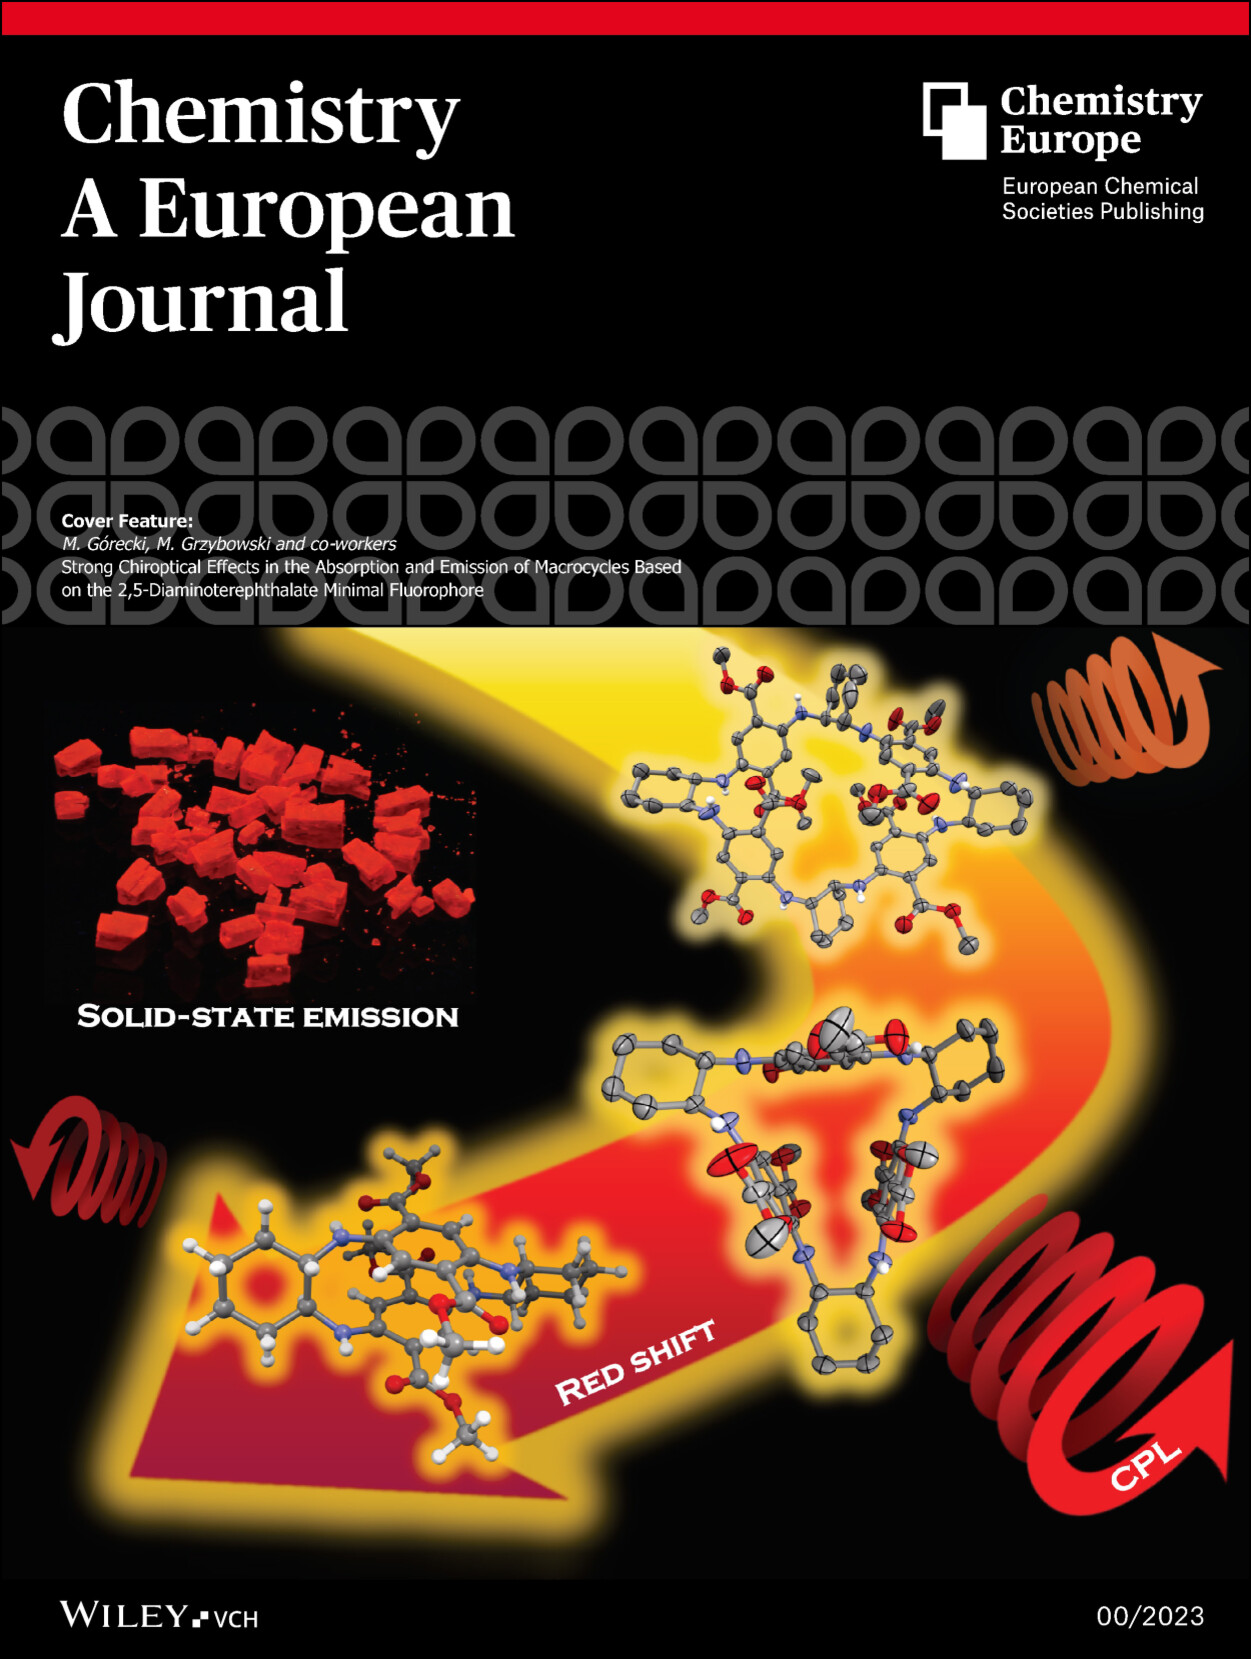 Chemistry
A European
Journal
Chemistry
Europe
European Chemical
Societies Publishing
Cover Feature:
M. Górecki, M. Grzybowski and co-workers
Strong Chiroptical Effects in the Absorption and Emission of Macrocycles Based
on the 2,5-Diaminoterephthalate Minimal Fluorophore
SOLID-STATE EMISSION
RED SHIFT
CPL
WILEY VCH
00/2023